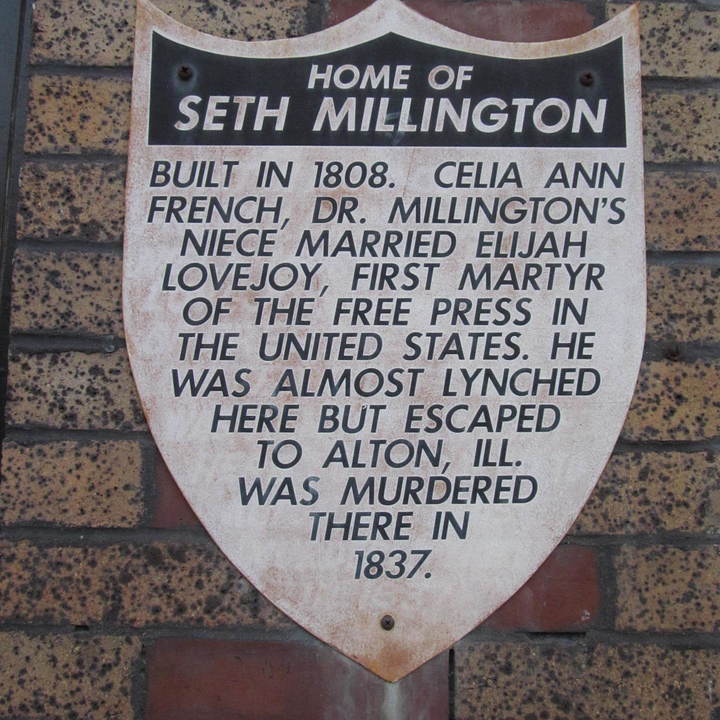 HOME OF
SETH MILLINGTON
BUILT IN 1808. CELIA ANN
FRENCH, DR. MILLINGTON'S
NIECE MARRIED ELIJAH
LOVEJOY, FIRST MARTYR
OF THE FREE PRESS IN
THE UNITED STATES. HE
WAS ALMOST LYNCHED
HERE BUT ESCAPED
TO ALTON, ILL.
WAS MURDERED
THERE IN
1837.